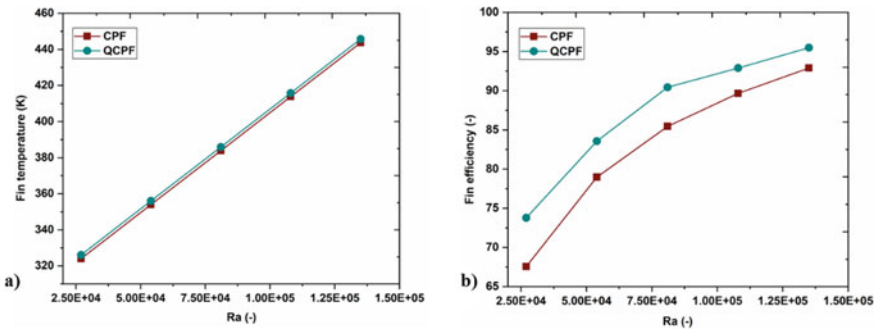 460
440
420
400
380
360
340
320
CPF
QCPF
Fin temperature (K)
2.50E+04 5.00E+04 7.50E+04 1.00E+05 1.25E+05 1.50E+05
Ra (-)
a)
100
95
90
85
80
75
70
65
CPF
QCPF
Fin efficiency (-)
2.50E+04 5.00E+04 7.50E+04 1.00E+05 1.25E+05 1.50E+05
Ra (-)
b)